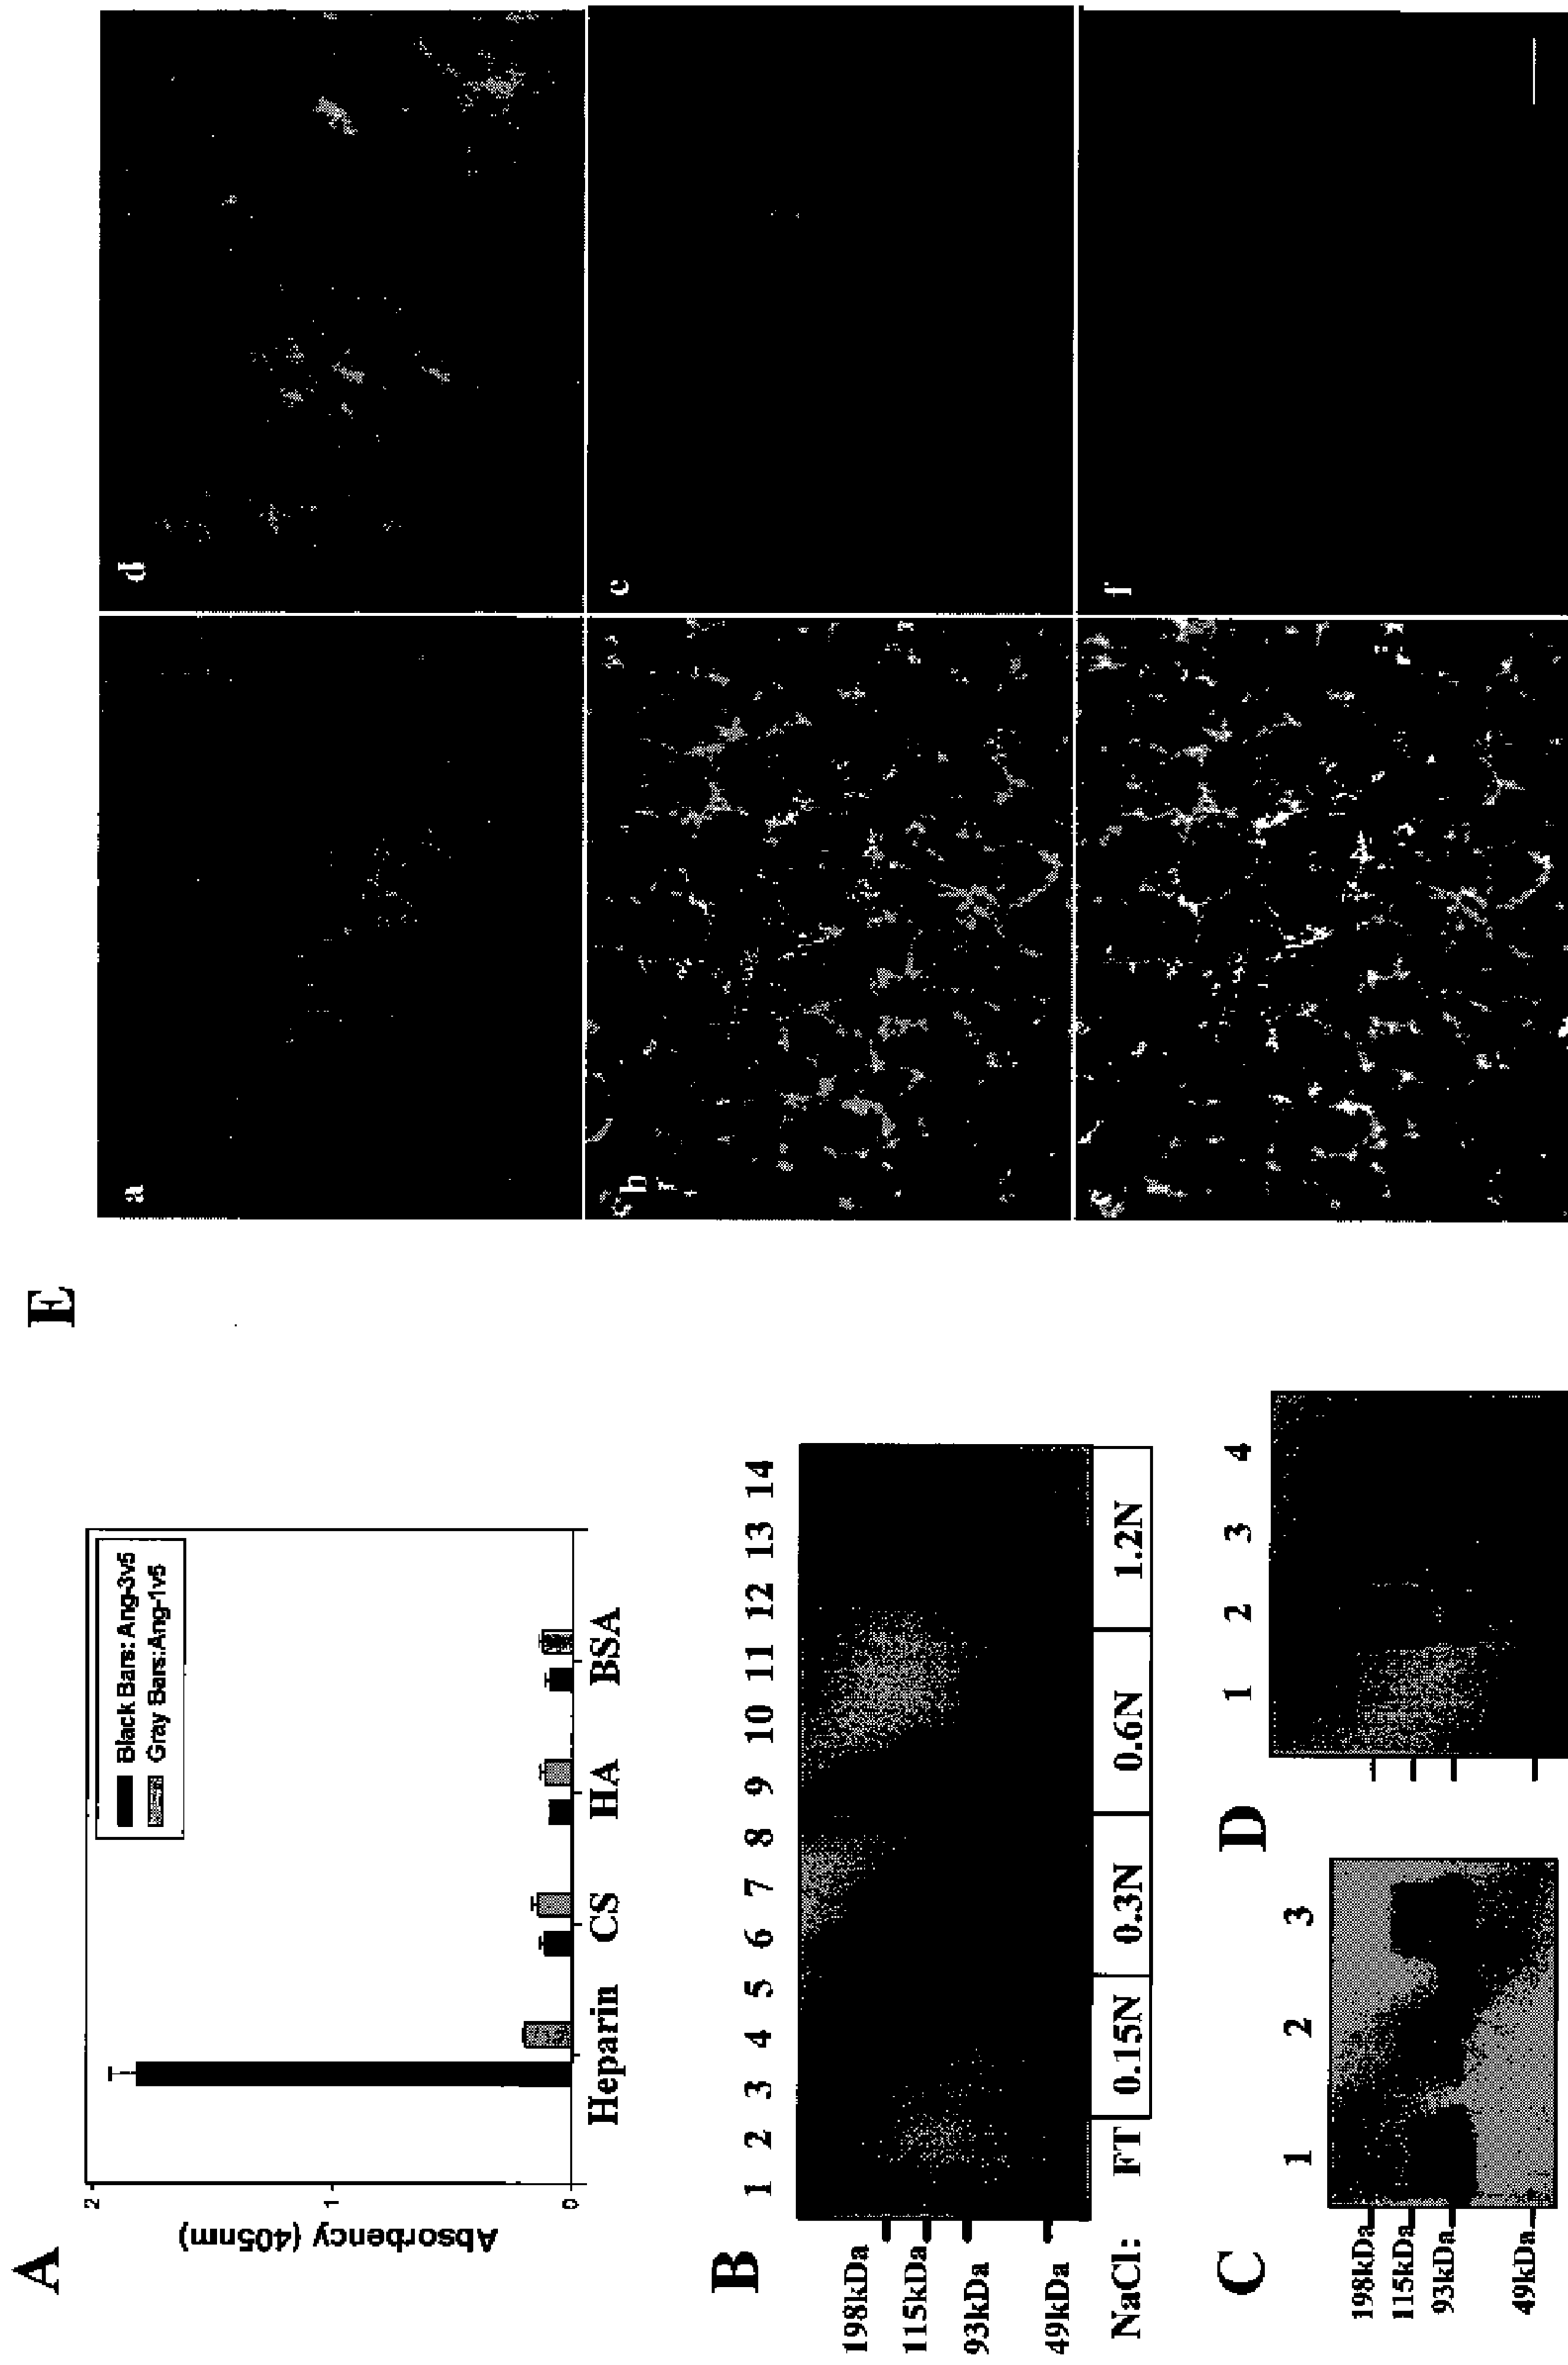 A
2
1
0
Absorbency (405nm)
Black Bars: Ang-3v5
Gray Bars:Ang-1v5
Heparin CS HA BSA
B
1 2 3 4 5 6 7 8 9 10 11 12 13 14
198kDa
115kDa
93kDa
49kDa
NaCl: FT 0.15N 0.3N 0.6N 1.2N
C
1 2 3
198kDa
115kDa
93kDa
49kDa
D
1 2 3 4
E
a
d
b
e
c
f